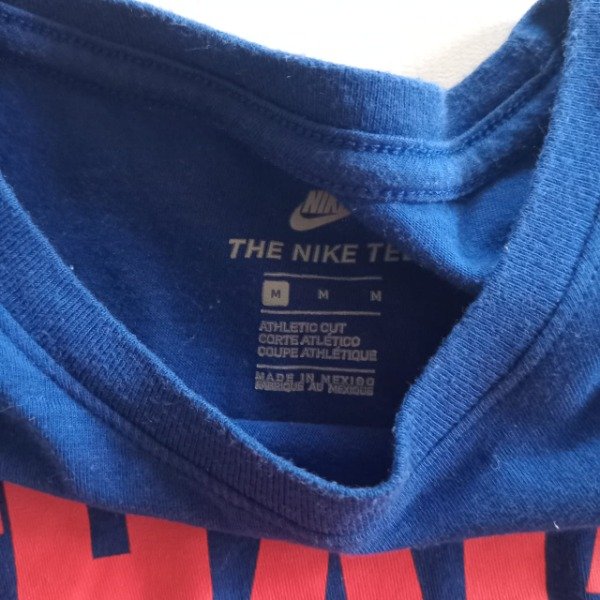 NIKE
THE NIKE TEE
M M M
ATHLETIC CUT
CORTE ATLÉTICO
COUPE ATHLÉTIQUE
MADE IN MEXICO
FABRIQUÉ AU MEXIQUE